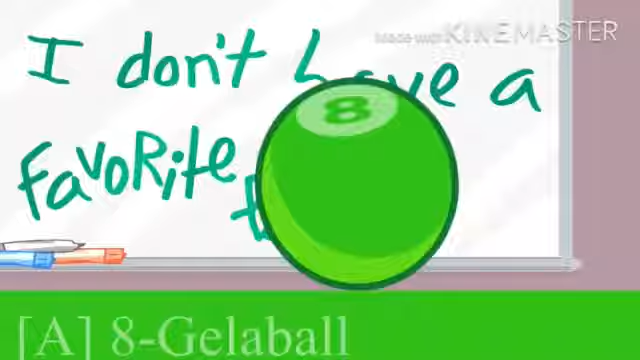 Made with KINEMASTER
I don't have a
favorite
8
[A] 8-Gelaball